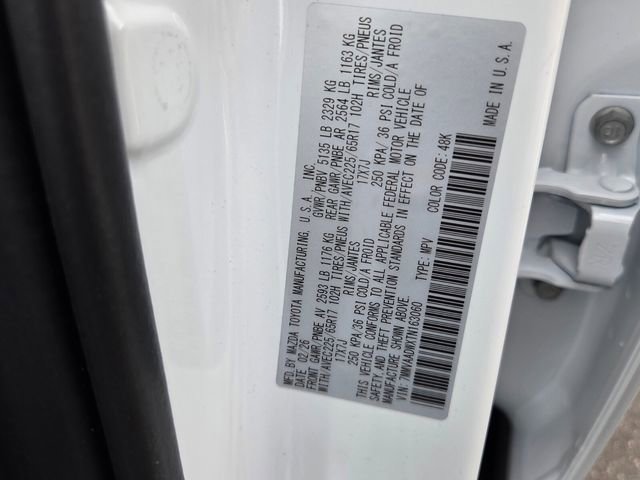 MFD. BY MAZDA TOYOTA MANUFACTURING, U.S.A., INC.
DATE: 02/26 GVWR/PNBV 5135 LB 2329 KG
FRONT GAWR/PNBE AV 2593 LB 1176 KG REAR GAWR/PNBE AR 2564 LB 1163 KG
WITH/AVEC225/65R17 102H TIRES/PNEUS WITH/AVEC225/65R17 102H TIRES/PNEUS
17X7J RIMS/JANTES 17X7J RIMS/JANTES
250 KPA/36 PSI COLD/A FROID 250 KPA/ 36 PSI COLD/A FROID
THIS VEHICLE CONFORMS TO ALL APPLICABLE FEDERAL MOTOR VEHICLE
SAFETY, AND THEFT PREVENTION STANDARDS IN EFFECT ON THE DATE OF
MANUFACTURE SHOWN ABOVE.
VIN: TYPE: MPV COLOR CODE: 48K
MADE IN U.S.A.